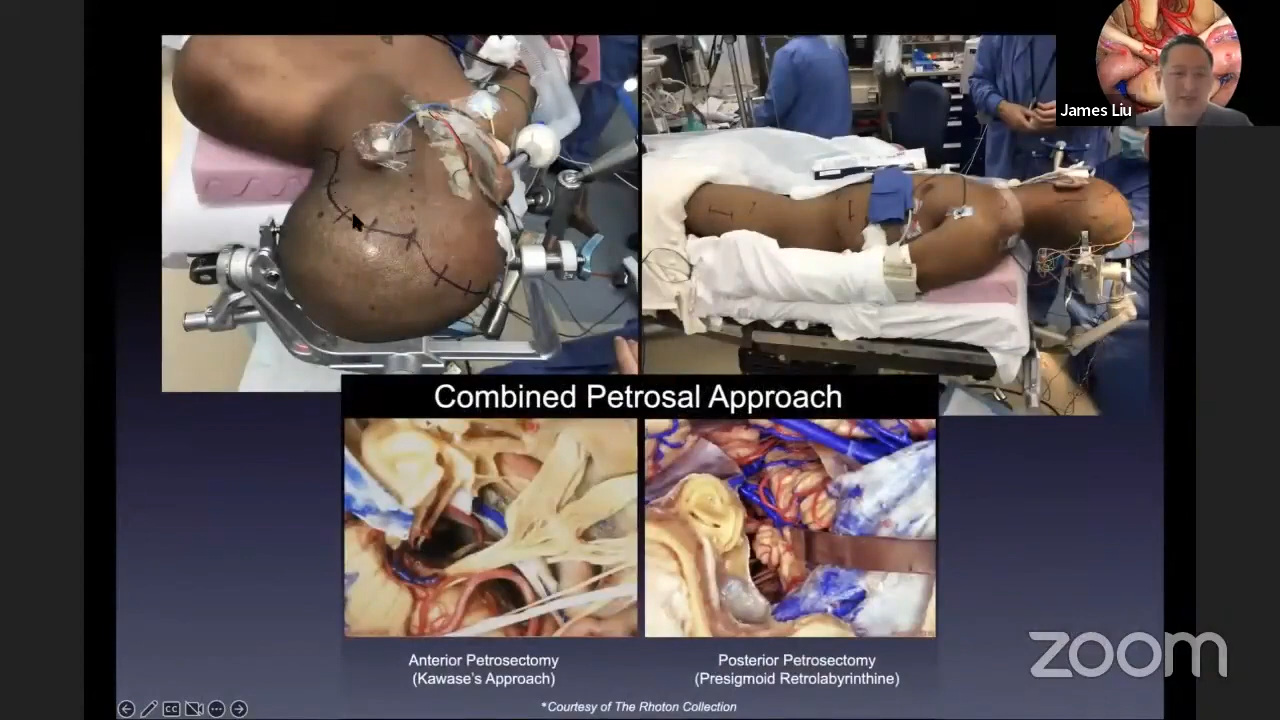 James Liu
Combined Petrosal Approach
Anterior Petrosectomy
(Kawase's Approach)
Posterior Petrosectomy
(Presigmoid Retrolabyrinthine)
*Courtesy of The Rhoton Collection
CC
zoom